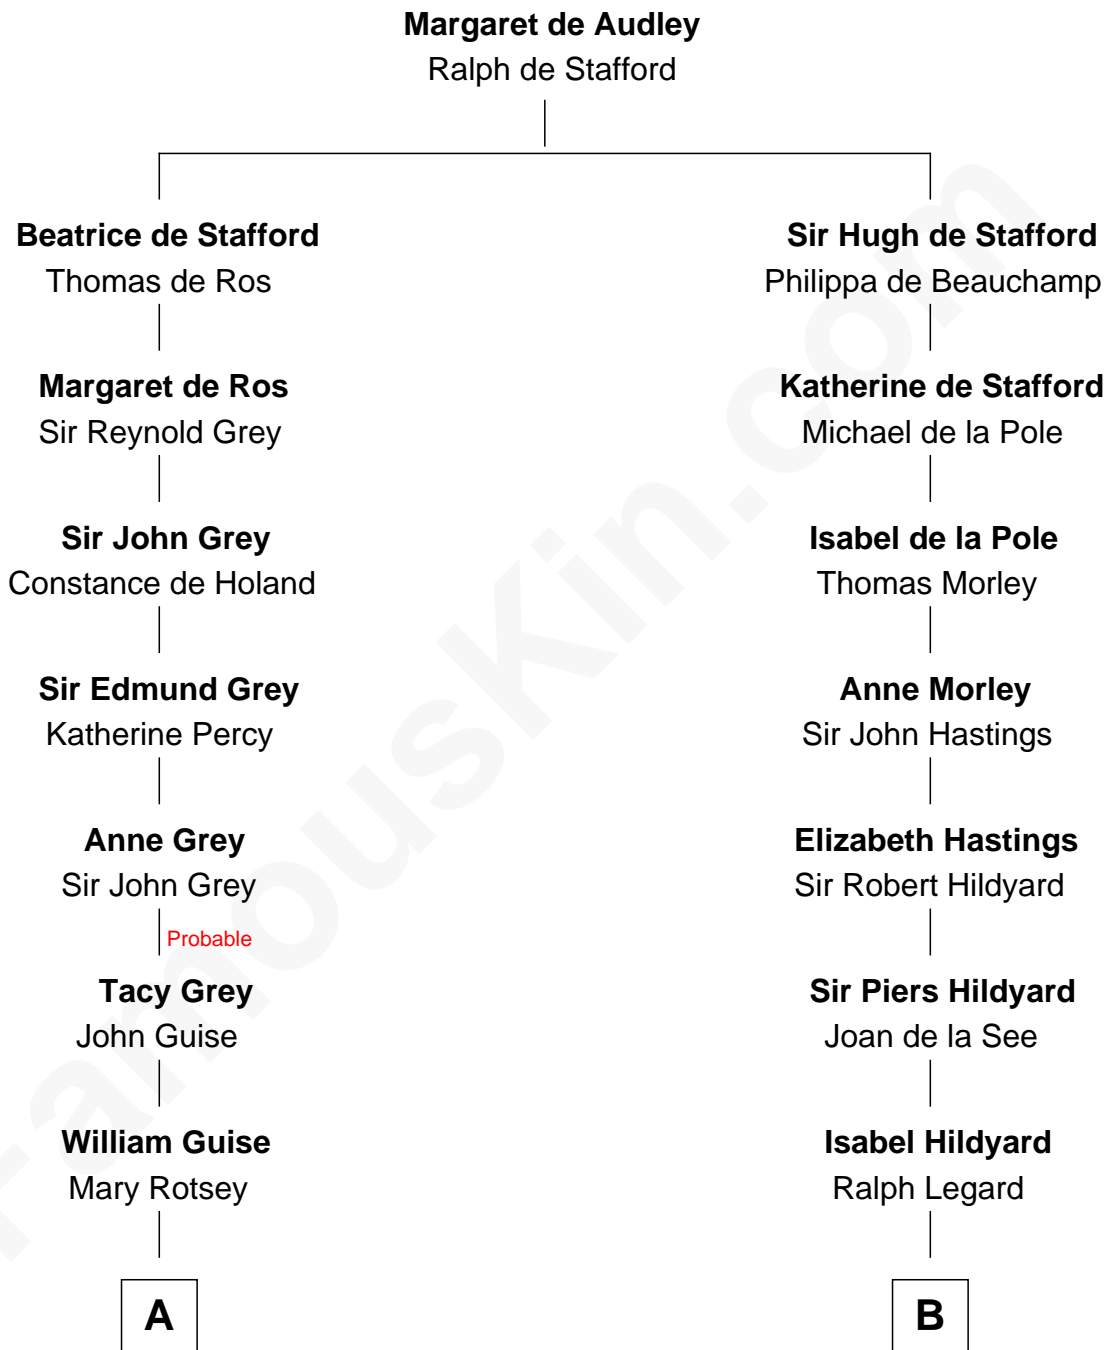 Margaret de Audley
Ralph de Stafford
Beatrice de Stafford
Thomas de Ros
Margaret de Ros
Sir Reynold Grey
Sir John Grey
Constance de Holand
Sir Edmund Grey
Katherine Percy
Anne Grey
Sir John Grey
Probable
Tacy Grey
John Guise
William Guise
Mary Rotsey
A
Sir Hugh de Stafford
Philippa de Beauchamp
Katherine de Stafford
Michael de la Pole
Isabel de la Pole
Thomas Morley
Anne Morley
Sir John Hastings
Elizabeth Hastings
Sir Robert Hildyard
Sir Piers Hildyard
Joan de la See
Isabel Hildyard
Ralph Legard
B
FamousKin.com